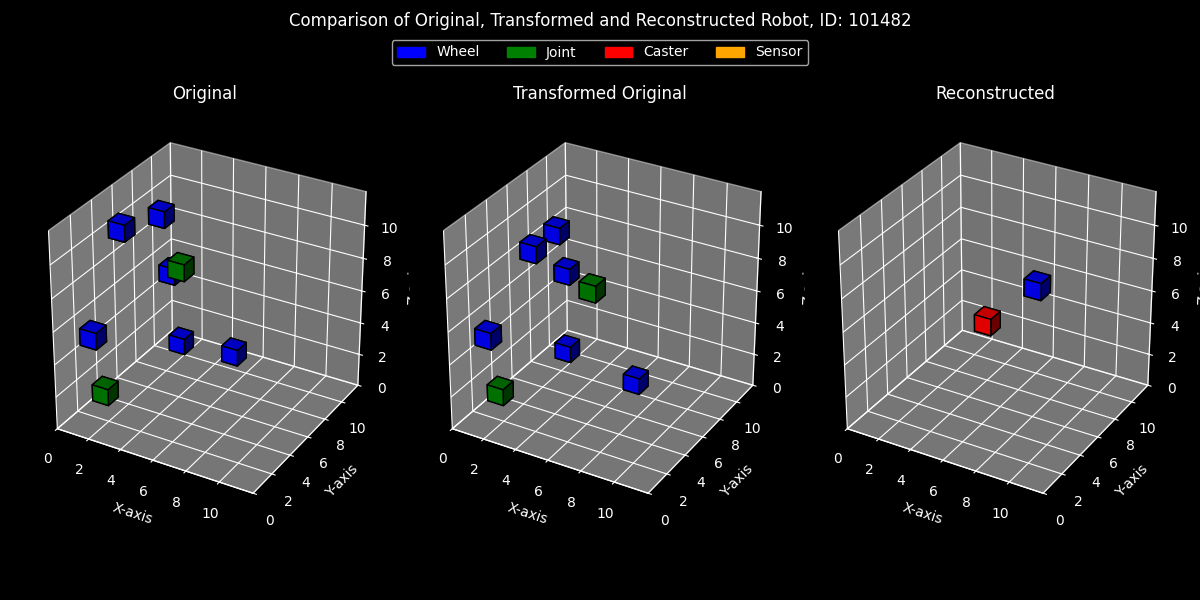 Comparison of Original, Transformed and Reconstructed Robot, ID: 101482
Wheel Joint Caster Sensor
Original Transformed Original Reconstructed
10 10 10
8 8 8
6 6 6
4 4 4
2 2 2
0 0 0
0 2 4 6 8 10 0 2 4 6 8 10 0 2 4 6 8 10
0 2 4 6 8 10 0 2 4 6 8 10 0 2 4 6 8 10
X-axis Y-axis X-axis Y-axis X-axis Y-axis